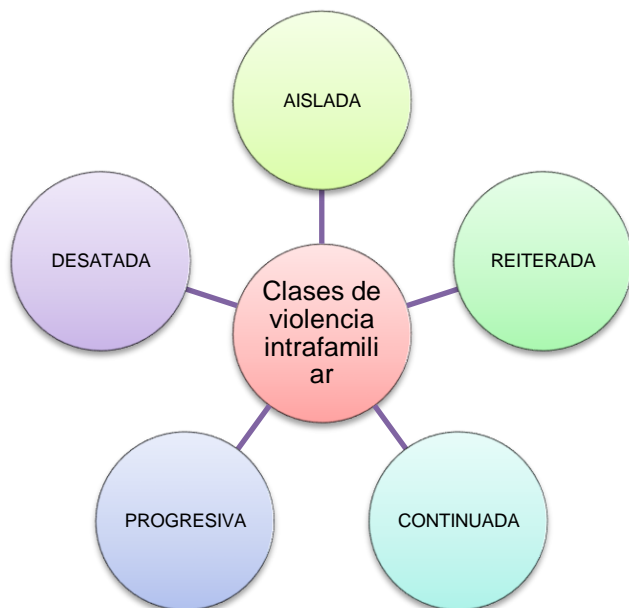 AISLADA
DESATADA
REITERADA
Clases de
violencia
intrafamili
ar
PROGRESIVA
CONTINUADA